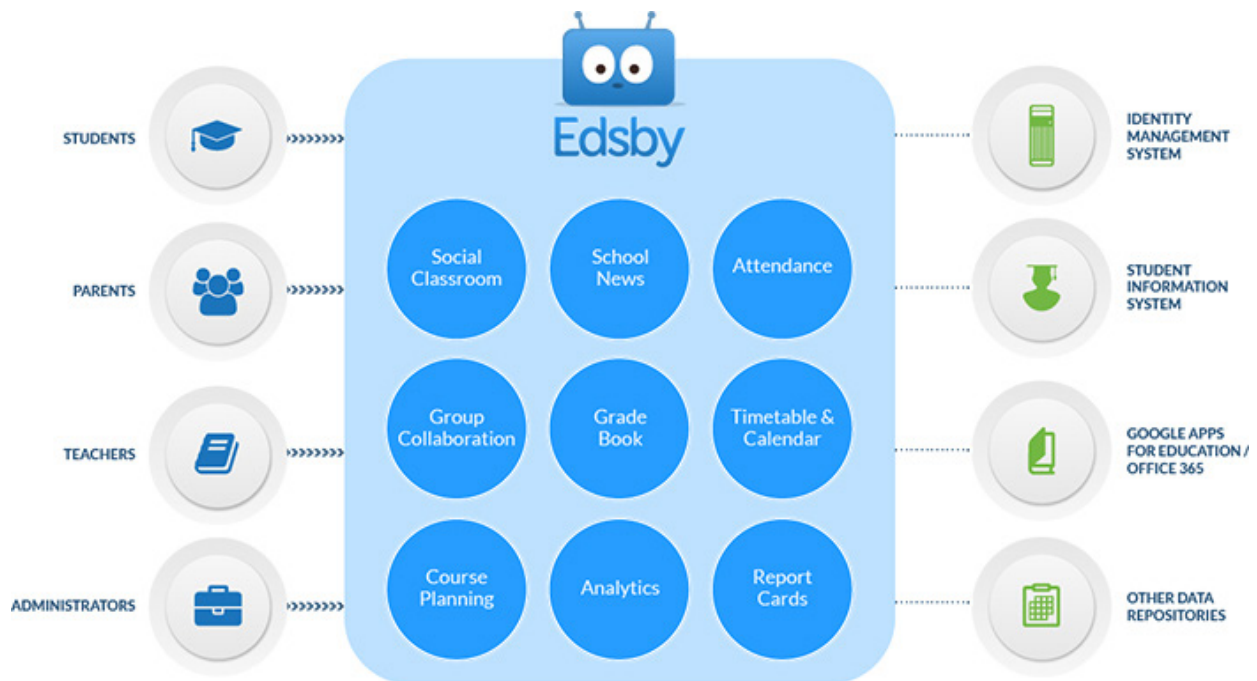 Edsby
STUDENTS
PARENTS
TEACHERS
ADMINISTRATORS
Social
Classroom
School
News
Attendance
Group
Collaboration
Grade
Book
Timetable &
Calendar
Course
Planning
Analytics
Report
Cards
IDENTITY
MANAGEMENT
SYSTEM
STUDENT
INFORMATION
SYSTEM
GOOGLE APPS
FOR EDUCATION /
OFFICE 365
OTHER DATA
REPOSITORIES